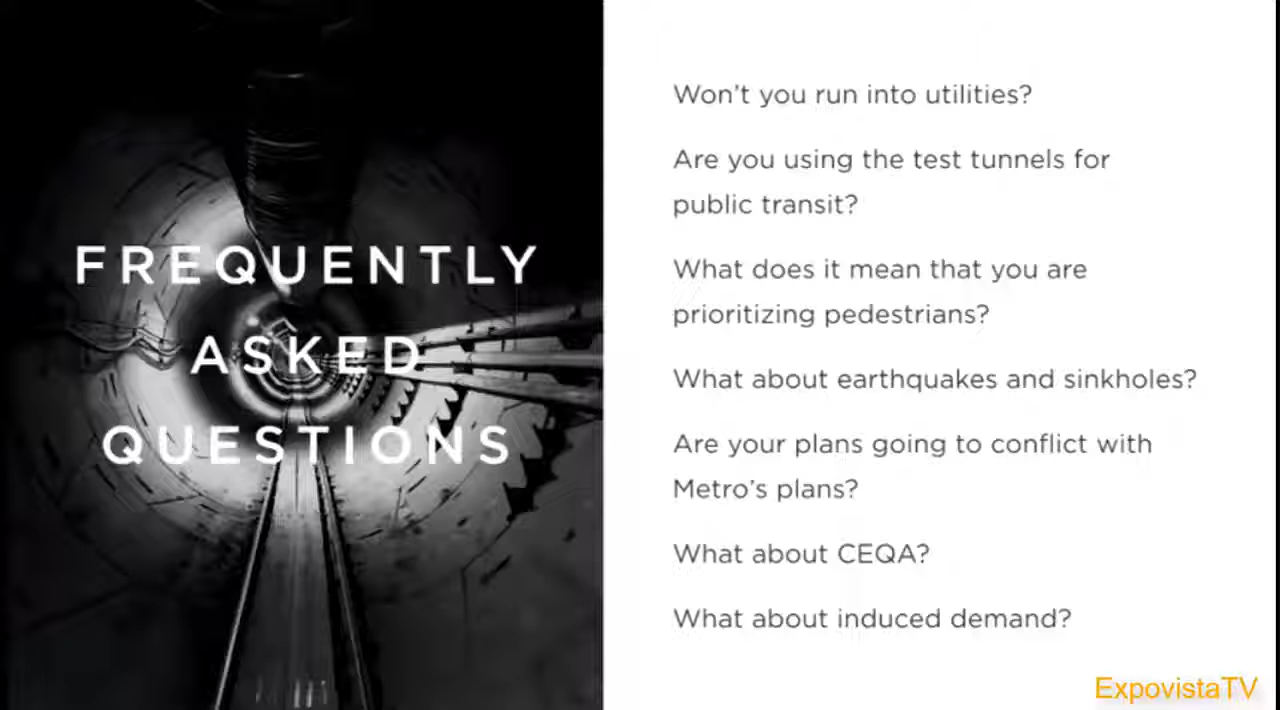 FREQUENTLY
ASKED
QUESTIONS
Won't you run into utilities?
Are you using the test tunnels for
public transit?
What does it mean that you are
prioritizing pedestrians?
What about earthquakes and sinkholes?
Are your plans going to conflict with
Metro's plans?
What about CEQA?
What about induced demand?
ExpovistaTV